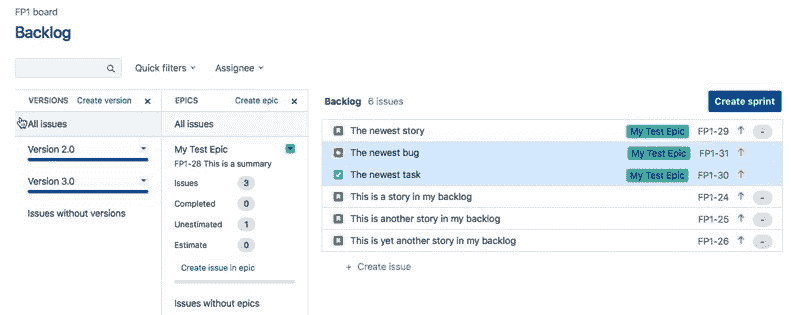 FP1 board
Backlog
Quick filters Assignee
VERSIONS Create version x
All issues
Version 2.0
Version 3.0
Issues without versions
EPICS Create epic x
All issues
My Test Epic
FP1-28 This is a summary
Issues 3
Completed 0
Unestimated 1
Estimate 0
Create issue in epic
Issues without epics
Backlog 6 issues Create sprint
The newest story My Test Epic FP1-29 -
The newest bug My Test Epic FP1-31
The newest task My Test Epic FP1-30
This is a story in my backlog FP1-24 -
This is another story in my backlog FP1-25 -
This is yet another story in my backlog FP1-26 -
+ Create issue